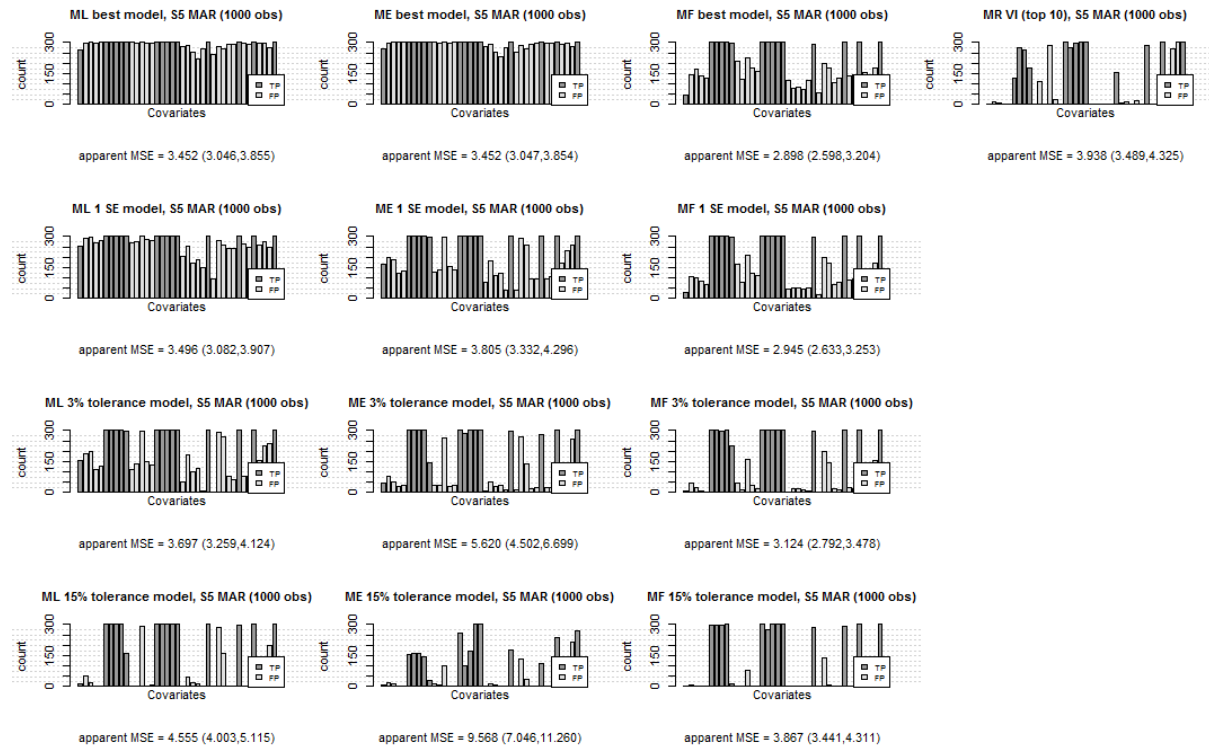 ML best model, S5 MAR (1000 obs)
ME best model, S5 MAR (1000 obs)
MF best model, S5 MAR (1000 obs)
MR VI (top 10), S5 MAR (1000 obs)
count
0 150 300
TP
FP
Covariates
count
0 150 300
TP
FP
Covariates
count
0 150 300
TP
FP
Covariates
count
0 150 300
TP
FP
Covariates
apparent MSE = 3.452 (3.046,3.855)
apparent MSE = 3.452 (3.047,3.854)
apparent MSE = 2.898 (2.598,3.204)
apparent MSE = 3.938 (3.489,4.325)
ML 1 SE model, S5 MAR (1000 obs)
ME 1 SE model, S5 MAR (1000 obs)
MF 1 SE model, S5 MAR (1000 obs)
count
0 150 300
TP
FP
Covariates
count
0 150 300
TP
FP
Covariates
count
0 150 300
TP
FP
Covariates
apparent MSE = 3.496 (3.082,3.907)
apparent MSE = 3.805 (3.332,4.296)
apparent MSE = 2.945 (2.633,3.253)
ML 3% tolerance model, S5 MAR (1000 obs)
ME 3% tolerance model, S5 MAR (1000 obs)
MF 3% tolerance model, S5 MAR (1000 obs)
count
0 150 300
TP
FP
Covariates
count
0 150 300
TP
FP
Covariates
count
0 150 300
TP
FP
Covariates
apparent MSE = 3.697 (3.259,4.124)
apparent MSE = 5.620 (4.502,6.699)
apparent MSE = 3.124 (2.792,3.478)
ML 15% tolerance model, S5 MAR (1000 obs)
ME 15% tolerance model, S5 MAR (1000 obs)
MF 15% tolerance model, S5 MAR (1000 obs)
count
0 150 300
TP
FP
Covariates
count
0 150 300
TP
FP
Covariates
count
0 150 300
TP
FP
Covariates
apparent MSE = 4.555 (4.003,5.115)
apparent MSE = 9.568 (7.046,11.260)
apparent MSE = 3.867 (3.441,4.311)